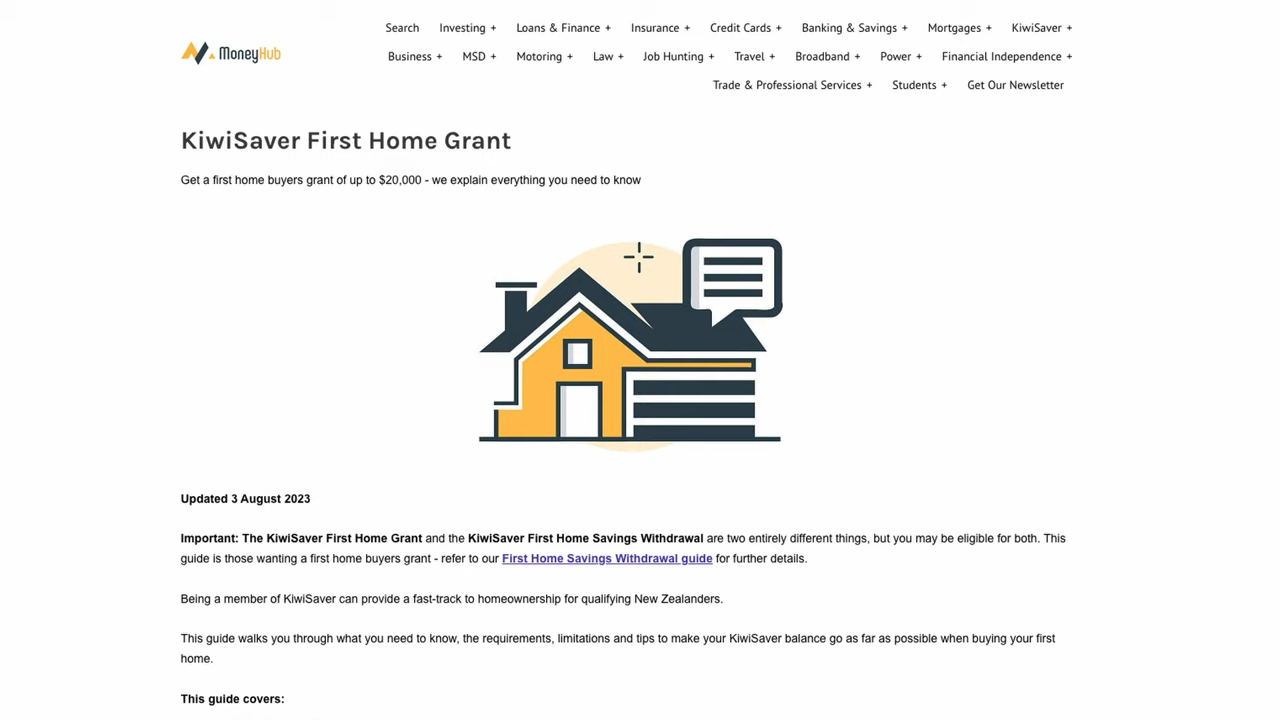 Search Investing + Loans & Finance + Insurance + Credit Cards + Banking & Savings + Mortgages + KiwiSaver +
MoneyHub
Business + MSD + Motoring + Law + Job Hunting + Travel + Broadband + Power + Financial Independence +
Trade & Professional Services + Students + Get Our Newsletter
KiwiSaver First Home Grant
Get a first home buyers grant of up to $20,000 - we explain everything you need to know
Updated 3 August 2023
Important: The KiwiSaver First Home Grant and the KiwiSaver First Home Savings Withdrawal are two entirely different things, but you may be eligible for both. This
guide is those wanting a first home buyers grant - refer to our First Home Savings Withdrawal guide for further details.
Being a member of KiwiSaver can provide a fast-track to homeownership for qualifying New Zealanders.
This guide walks you through what you need to know, the requirements, limitations and tips to make your KiwiSaver balance go as far as possible when buying your first
home.
This guide covers: